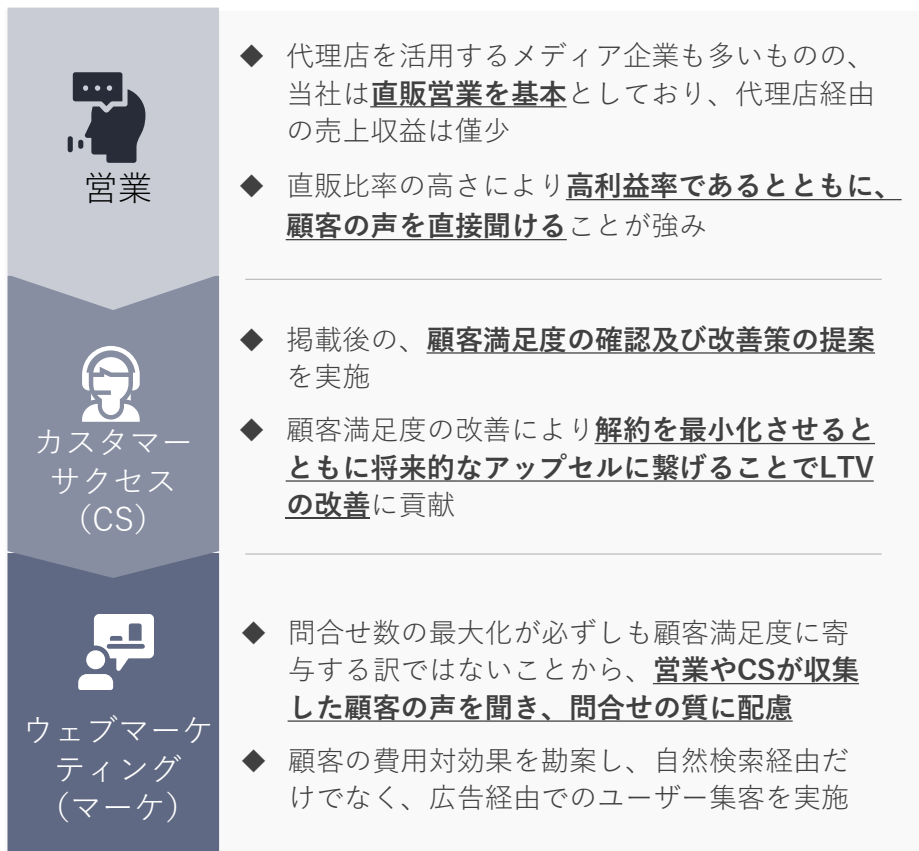 営業
◆ 代理店を活用するメディア企業も多いものの、
当社は直販営業を基本としており、代理店経由
の売上収益は僅少
◆ 直販比率の高さにより高利益率であるとともに、
顧客の声を直接聞けることが強み
カスタマー
サクセス
（CS）
◆ 掲載後の、顧客満足度の確認及び改善策の提案
を実施
◆ 顧客満足度の改善により解約を最小化させると
ともに将来的なアップセルに繋げることでLTV
の改善に貢献
ウェブマーケ
ティング
（マーケ）
◆ 問合せ数の最大化が必ずしも顧客満足度に寄
与する訳ではないことから、営業やCSが収集
した顧客の声を聞き、問合せの質に配慮
◆ 顧客の費用対効果を勘案し、自然検索経由だ
けでなく、広告経由でのユーザー集客を実施